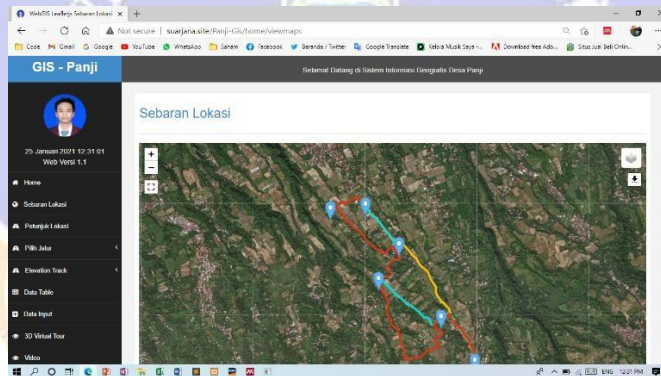 WebGIS Leafletjs Sebaran Lokasi
Not secure | suarjana.site/Panji-Gis/home/viewmaps
Code Gmail Google YouTube WhatsApp Saham Facebook Beranda / Twitter Google Translate Kelola Musik Saya -... Download free Ado... Situs Jual Beli Onlin...
GIS - Panji
Selamat Datang di Sistem Informasi Geografis Desa Panji
Sebaran Lokasi
25 Januari 2021 12:31:01
Web Versi 1.1
Home
Sebaran Lokasi
Petunjuk Lokasi
Pilih Jalur
Elevation Track
Data Table
Data Input
3D Virtual Tour
Video
ENG 12:31 PM